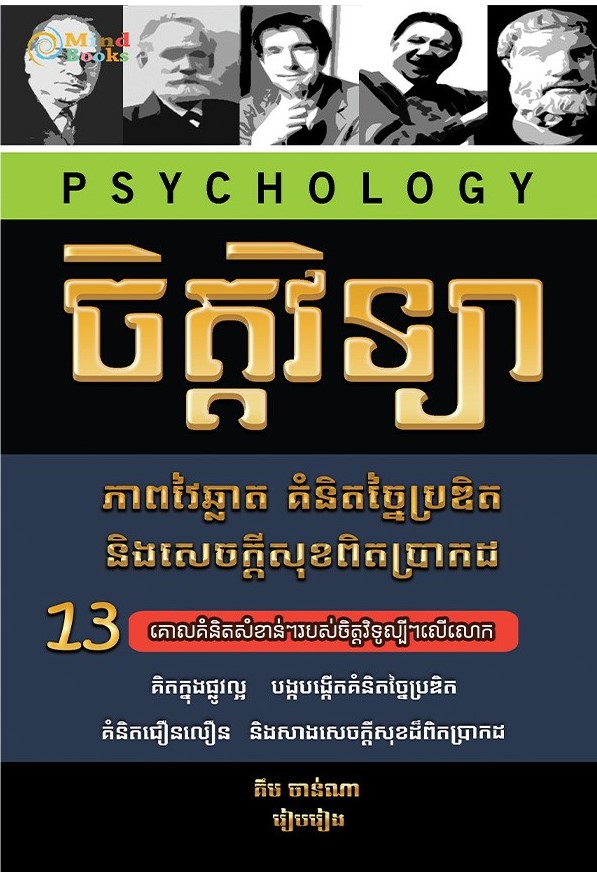 Mind
Books
PSYCHOLOGY
ចិត្តវិទ្យា
ភាពវៃឆ្លាត គំនិតច្នៃប្រឌិត
និងសេចក្តីសុខពិតប្រាកដ
13 គោលគំនិតសំខាន់ៗរបស់ចិត្តវិទូល្បីៗលើលោក
គិតក្នុងផ្លូវល្អ បង្កបង្កើតគំនិតច្នៃប្រឌិត
គំនិតជឿនលឿន និងសាងសេចក្តីសុខដ៏ពិតប្រាកដ
គឹម ចាន់ណា
រៀបរៀង